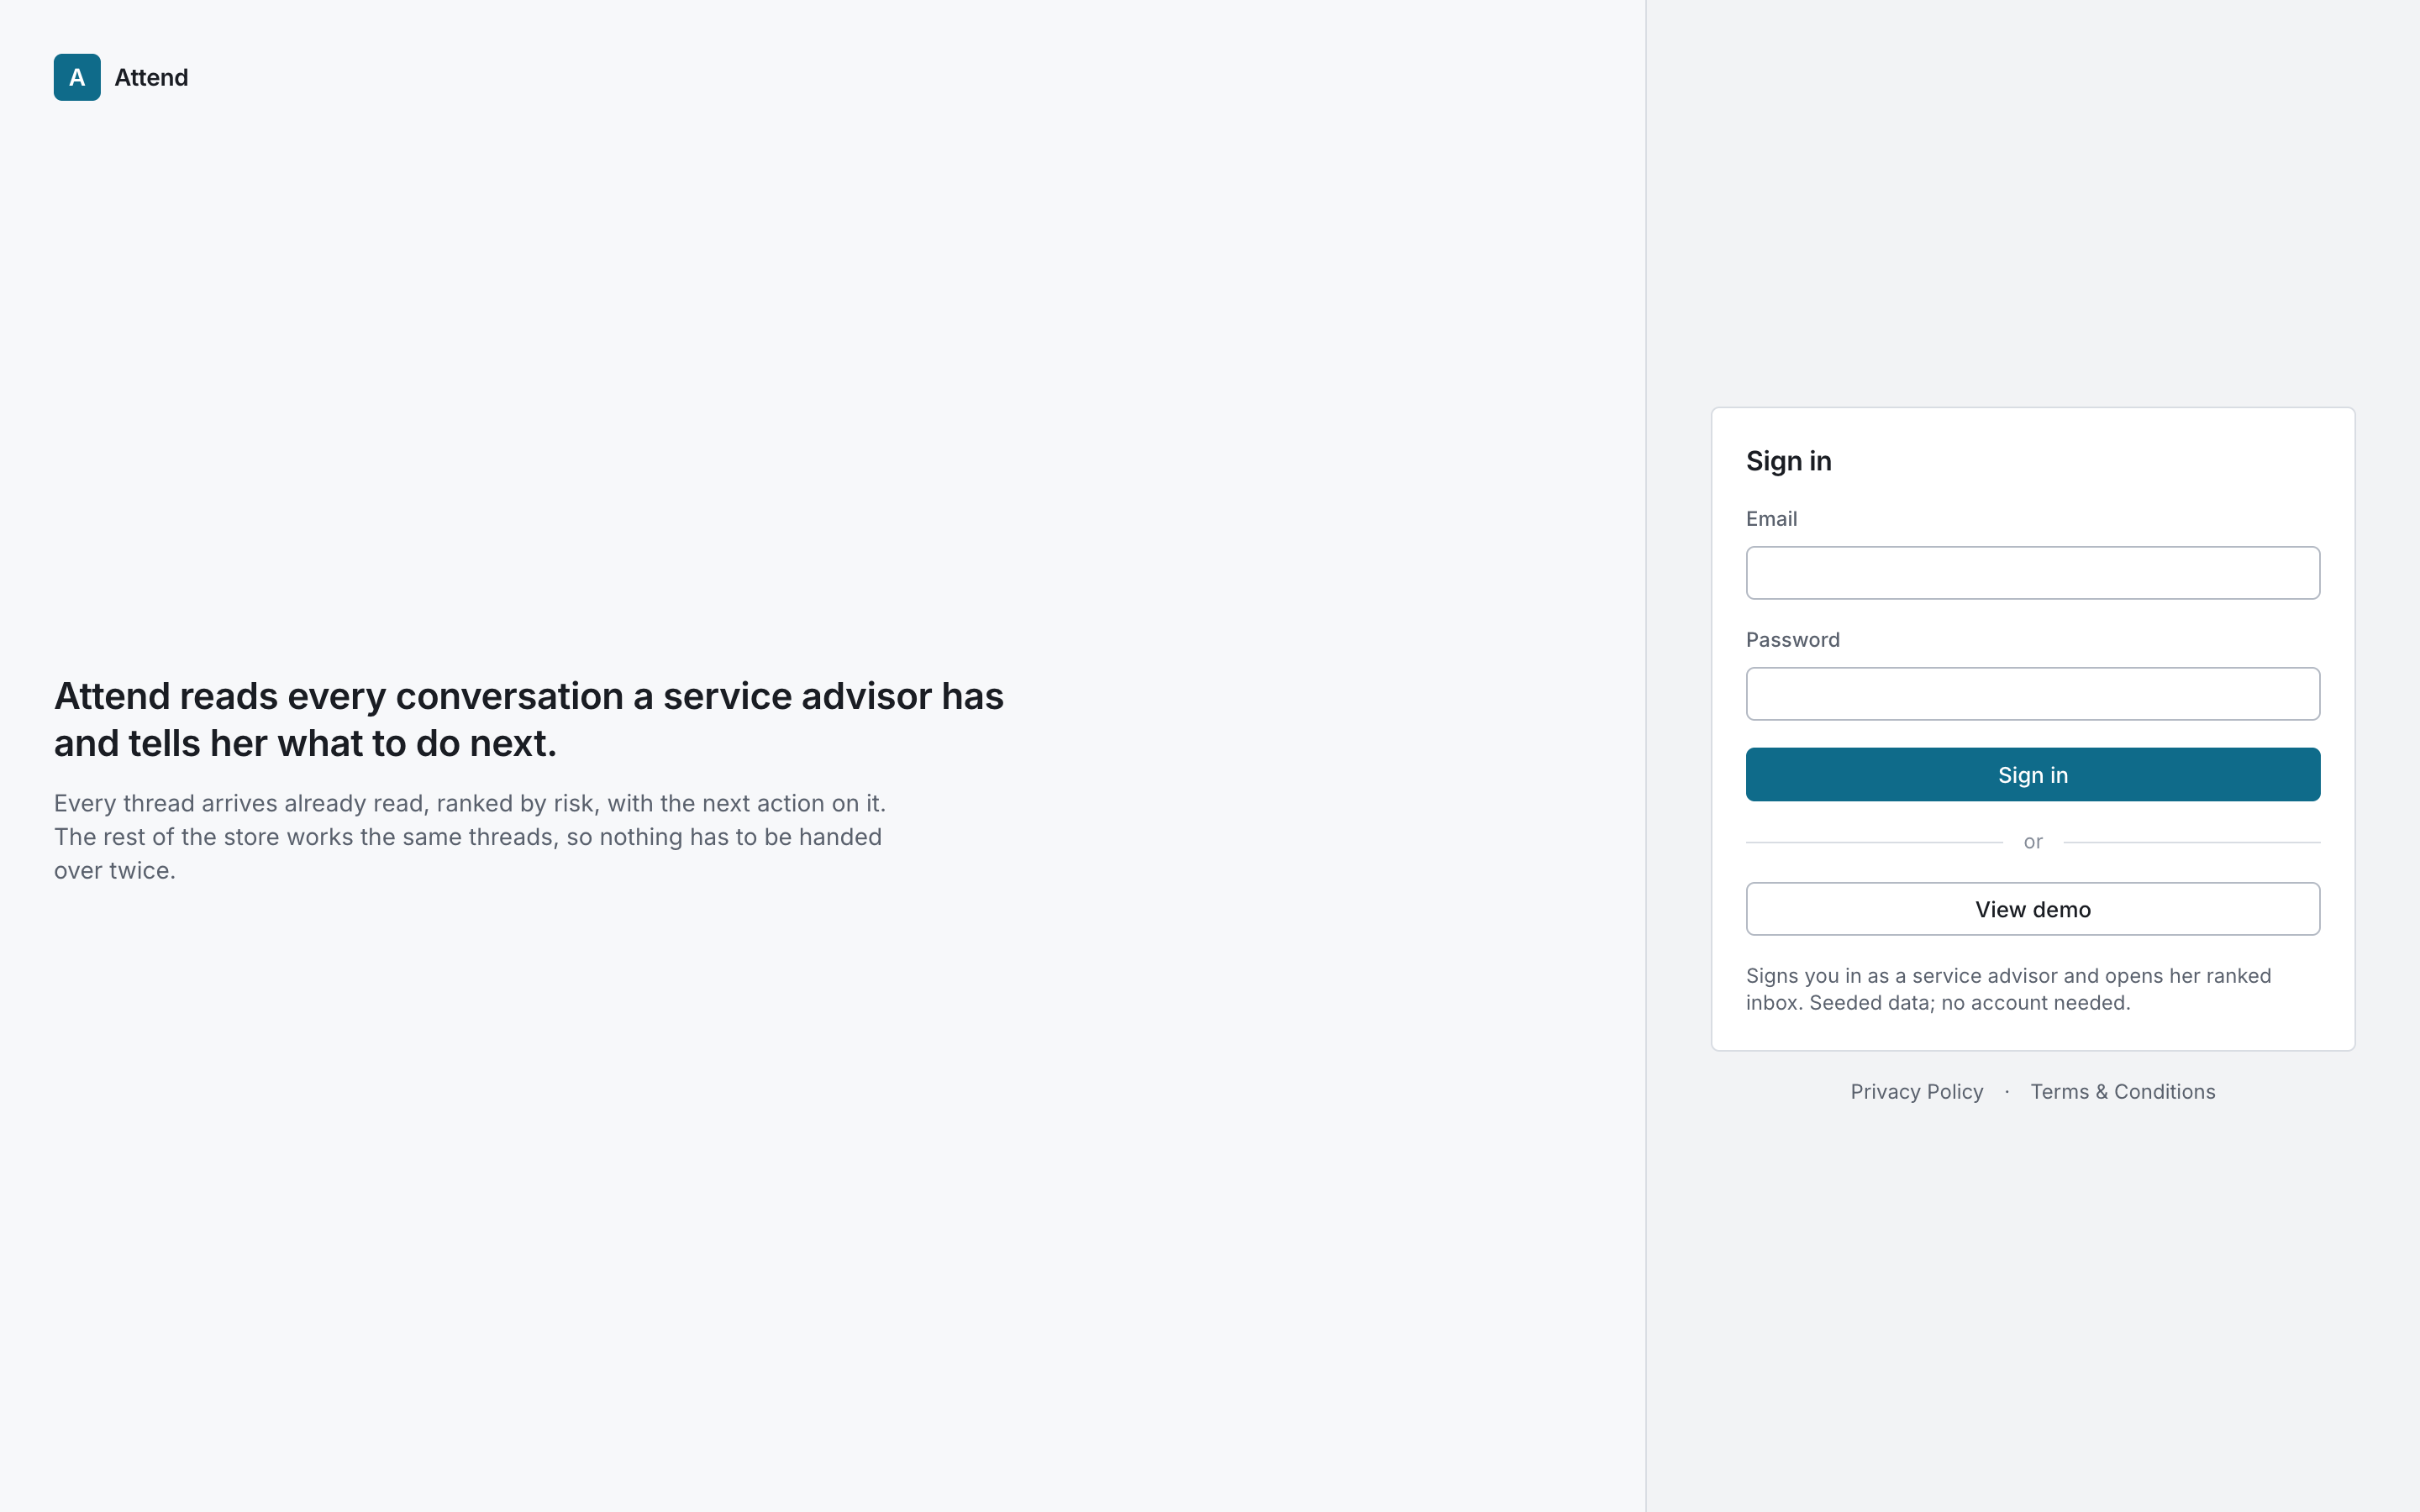 A
Attend
Attend reads every conversation a service advisor has
and tells her what to do next.
Every thread arrives already read, ranked by risk, with the next action on it.
The rest of the store works the same threads, so nothing has to be handed
over twice.
Sign in
Email
Password
Sign in
or
View demo
Signs you in as a service advisor and opens her ranked
inbox. Seeded data; no account needed.
Privacy Policy · Terms & Conditions